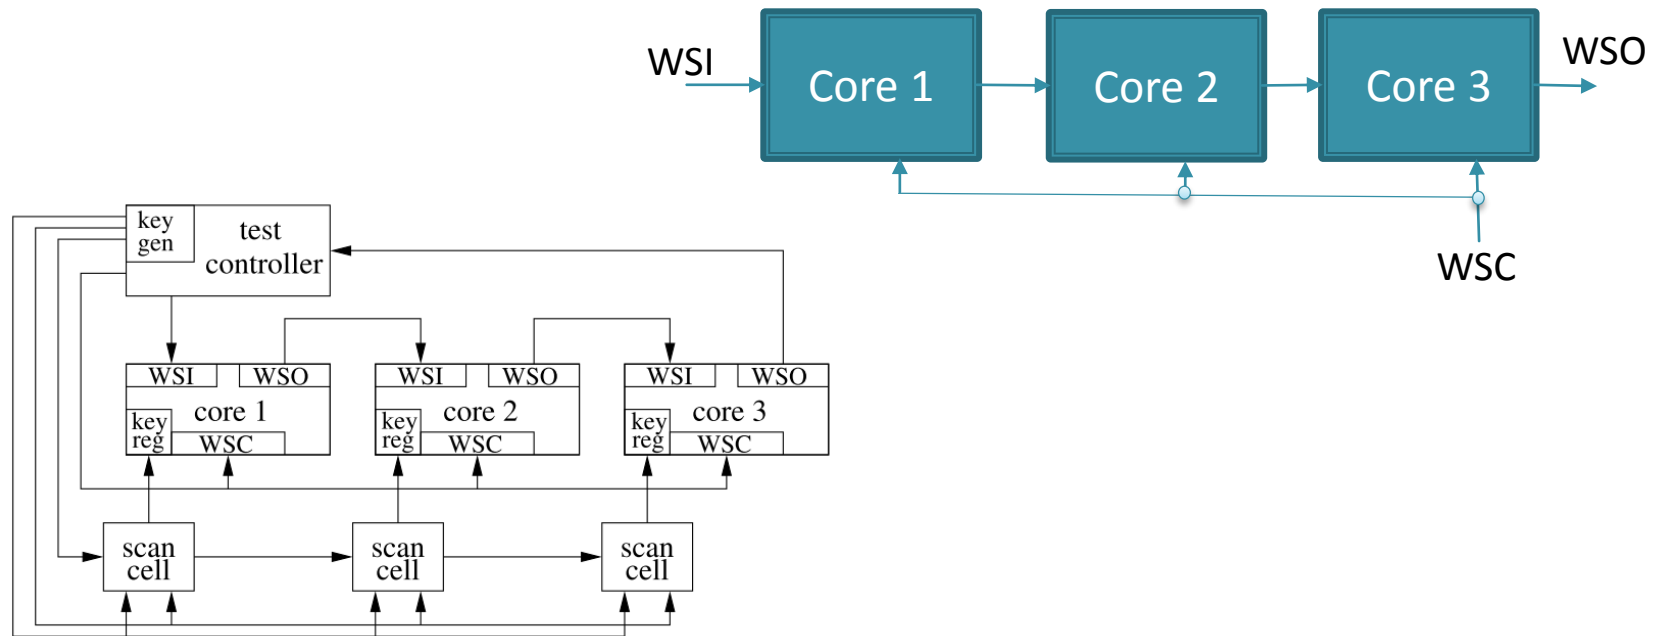 WSI
Core 1
Core 2
Core 3
WSO
WSC
key
gen
test
controller
WSI
WSO
core 1
key
reg
WSC
WSI
WSO
core 2
key
reg
WSC
WSI
WSO
core 3
key
reg
WSC
scan
cell
scan
cell
scan
cell